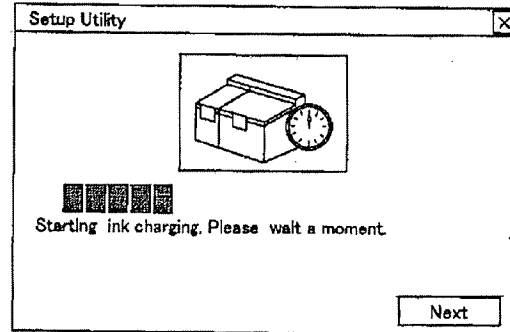 Setup Utility
Starting ink charging. Please wait a moment.
Next